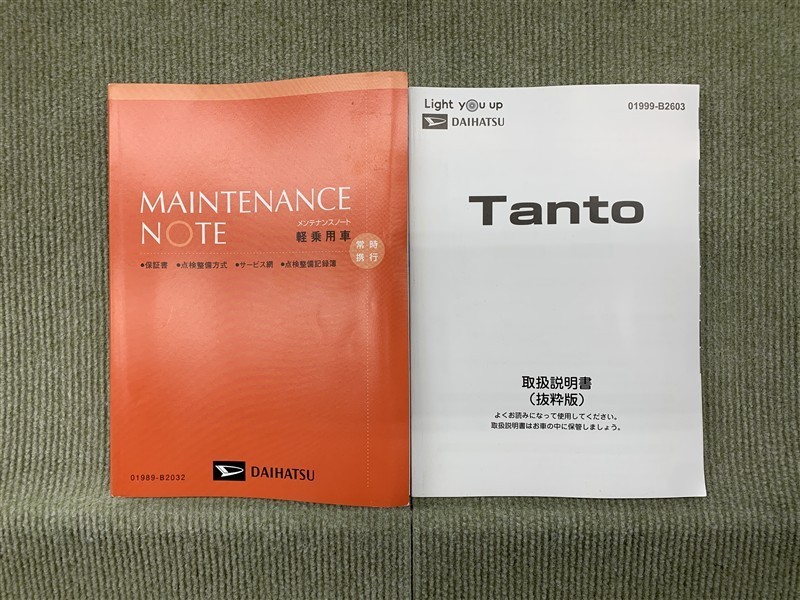 MAINTENANCE
NOTE
メンテナンスノート
軽乗用車
常時
携行
●保証書 ●点検整備方式 ●サービス網 ●点検整備記録簿
01989-B2032
DAIHATSU
Light you up
DAIHATSU
01999-B2603
Tanto
取扱説明書
(抜粋版)
よくお読みになって使用してください。
取扱説明書はお車の中に保管しましょう。